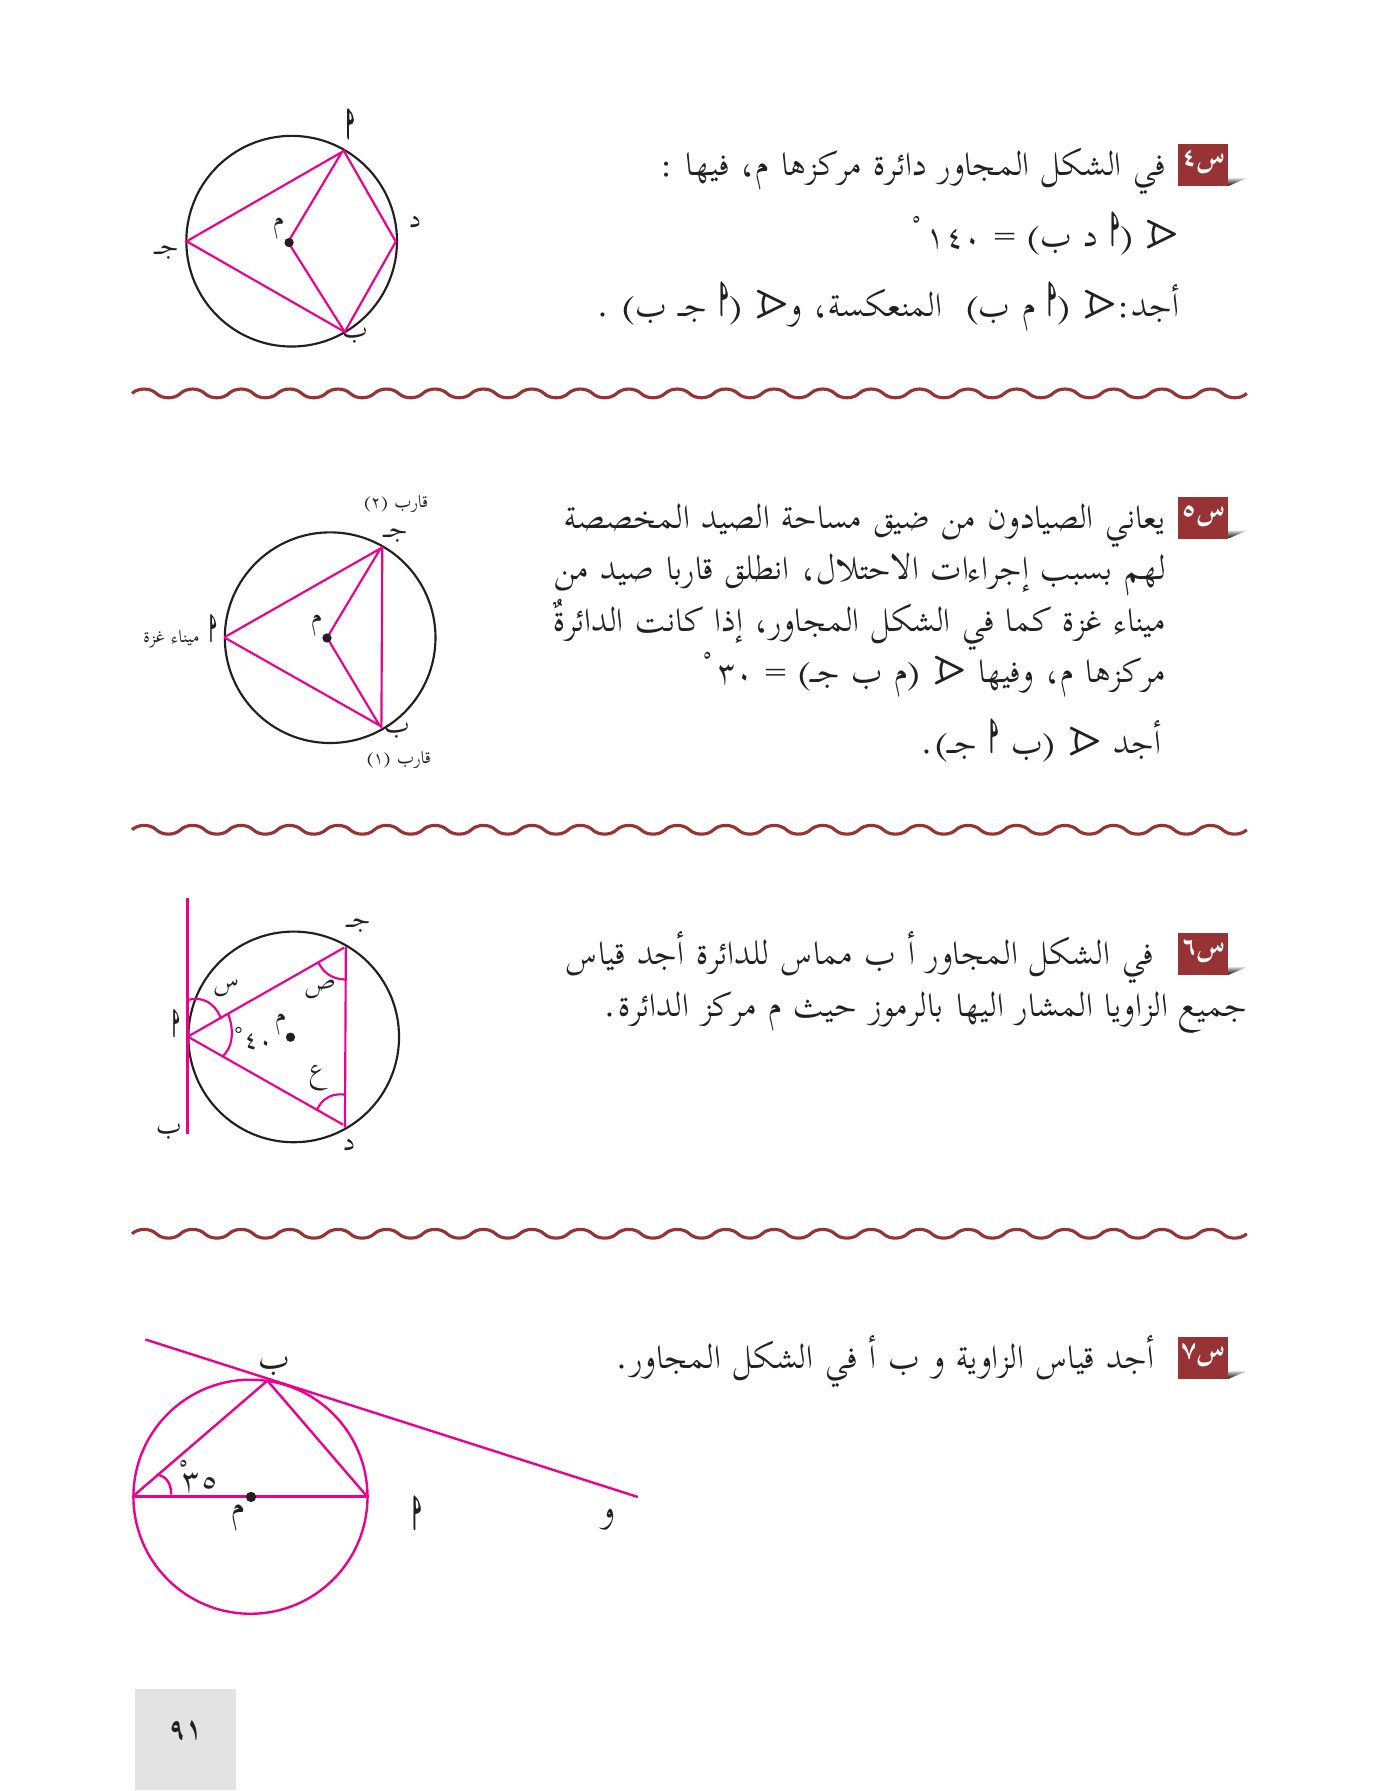 س٤ في الشكل المجاور دائرة مركزها م، فيها :
∢ (أ د ب) = ١٤٠°
أجد: ∢ (أ م ب) المنعكسة، و∢ (أ جـ ب) .
أ
د
م
جـ
ب
س٥ يعاني الصيادون من ضيق مساحة الصيد المخصصة
لهم بسبب إجراءات الاحتلال، انطلق قاربا صيد من
ميناء غزة كما في الشكل المجاور، إذا كانت الدائرةٌ
مركزها م، وفيها ∢ (م ب جـ) = ٣٠°
أجد ∢ (ب أ جـ).
قارب (٢)
جـ
م
أ ميناء غزة
ب
قارب (١)
س٦ في الشكل المجاور أ ب مماس للدائرة أجد قياس
جميع الزاويا المشار اليها بالرموز حيث م مركز الدائرة.
جـ
س
ص
أ
م
٤٠°
ع
ب
د
س٧ أجد قياس الزاوية و ب أ في الشكل المجاور.
ب
٣٥°
م
أ
و
٩١